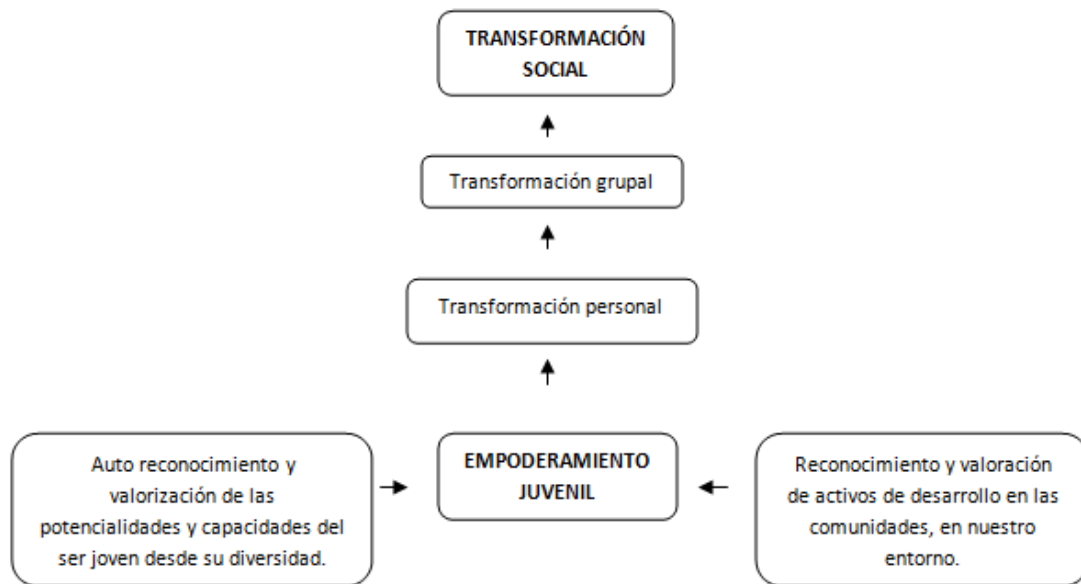 TRANSFORMACIÓN
SOCIAL
Transformación grupal
Transformación personal
Auto reconocimiento y
valorización de las
potencialidades y capacidades del
ser joven desde su diversidad.
EMPODERAMIENTO
JUVENIL
Reconocimiento y valoración
de activos de desarrollo en las
comunidades, en nuestro
entorno.